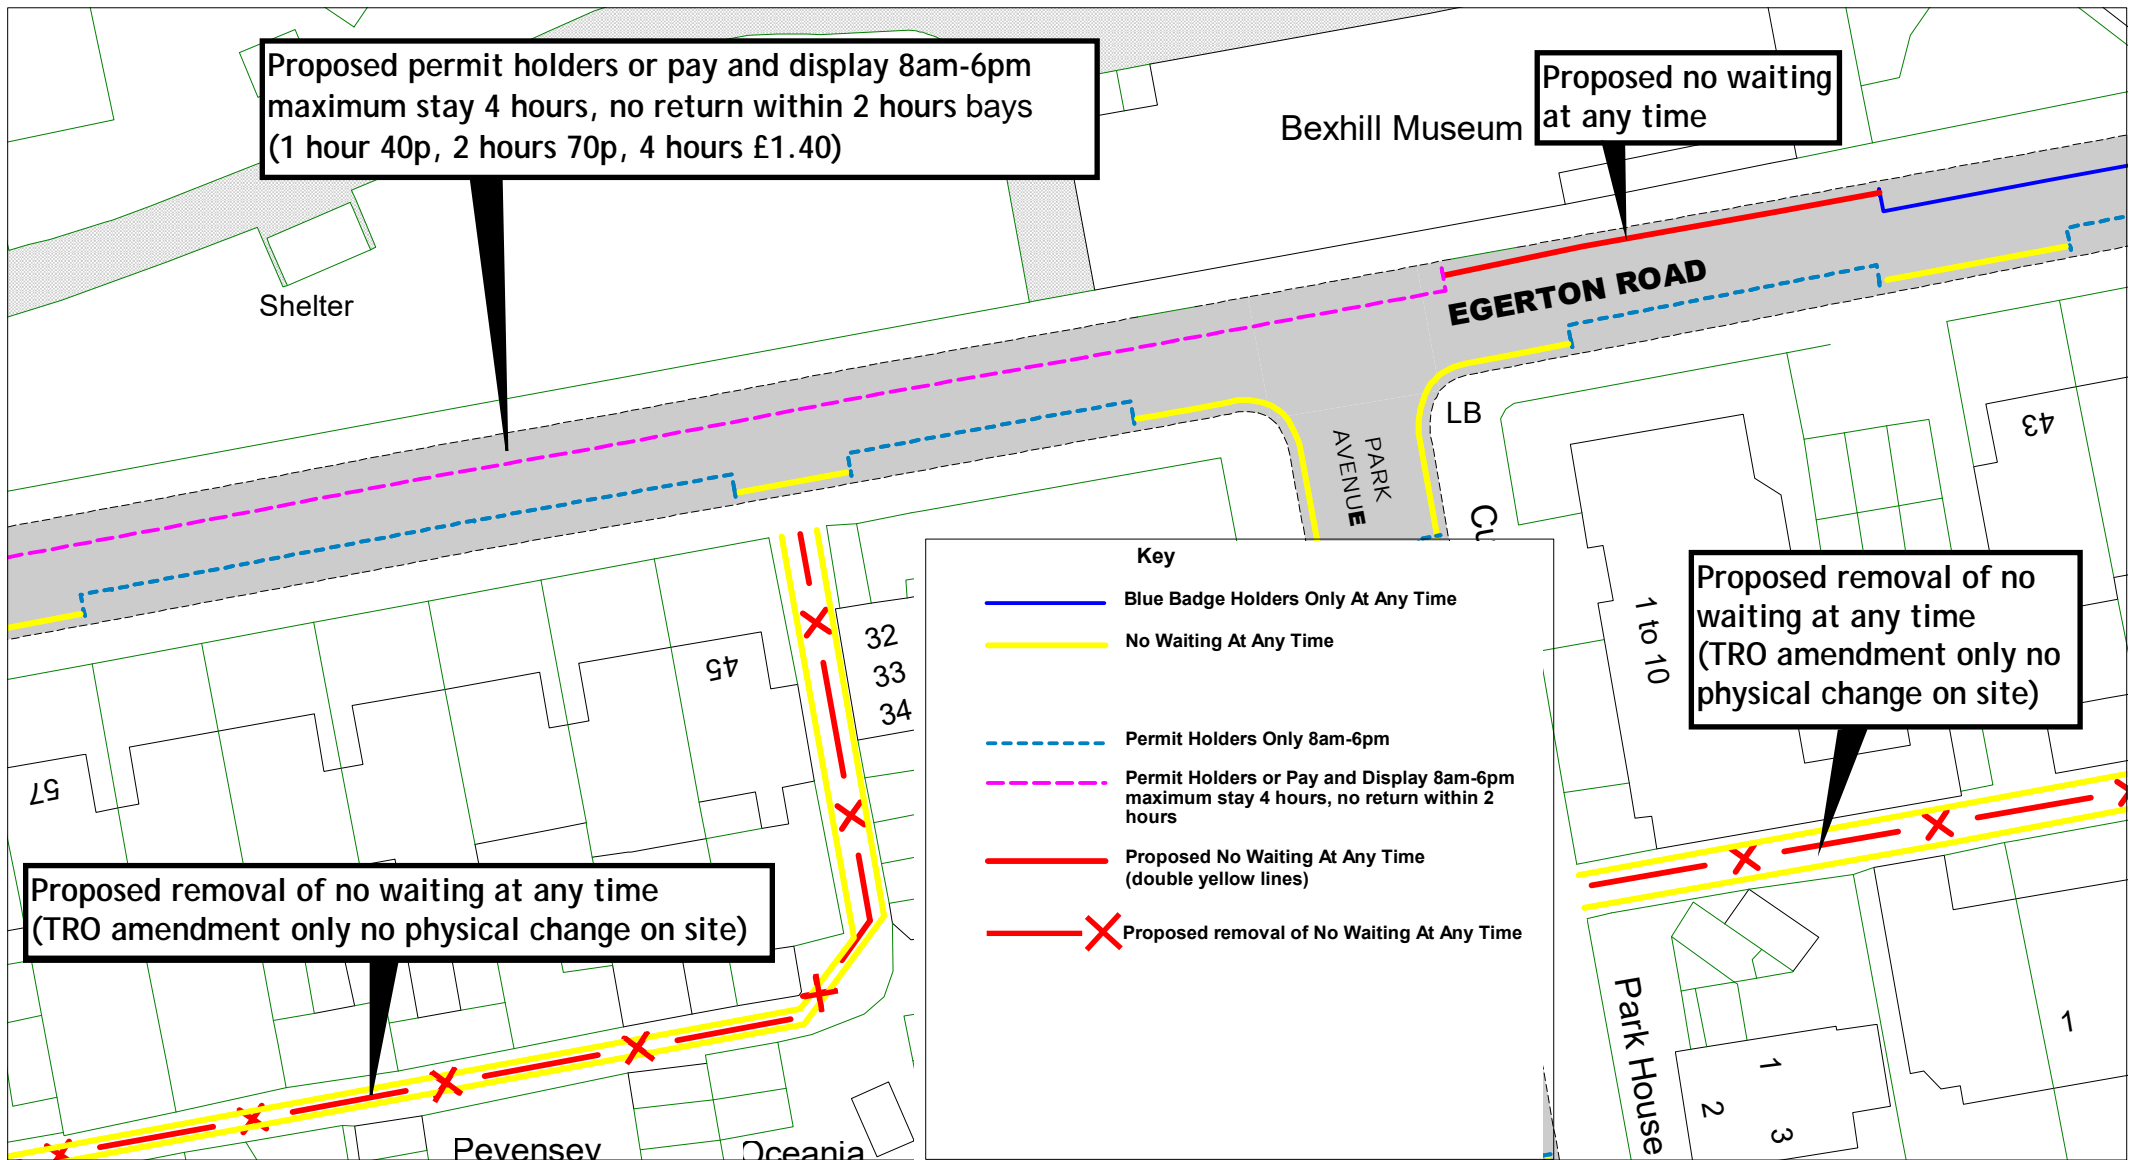 Proposed permit holders or pay and display 8am-6pm
maximum stay 4 hours, no return within 2 hours bays
(1 hour 40p, 2 hours 70p, 4 hours £1.40)
Proposed no waiting
at any time
Bexhill Museum
Shelter
EGERTON ROAD
LB
PARK
AVENUE
43
Cu
45
32
33
34
57
1 to 10
Proposed removal of no
waiting at any time
(TRO amendment only no
physical change on site)
Key
Blue Badge Holders Only At Any Time
No Waiting At Any Time
Permit Holders Only 8am-6pm
Permit Holders or Pay and Display 8am-6pm
maximum stay 4 hours, no return within 2
hours
Proposed No Waiting At Any Time
(double yellow lines)
Proposed removal of No Waiting At Any Time
Proposed removal of no waiting at any time
(TRO amendment only no physical change on site)
Park House
1
2
3
1
Pevensey
Oceania